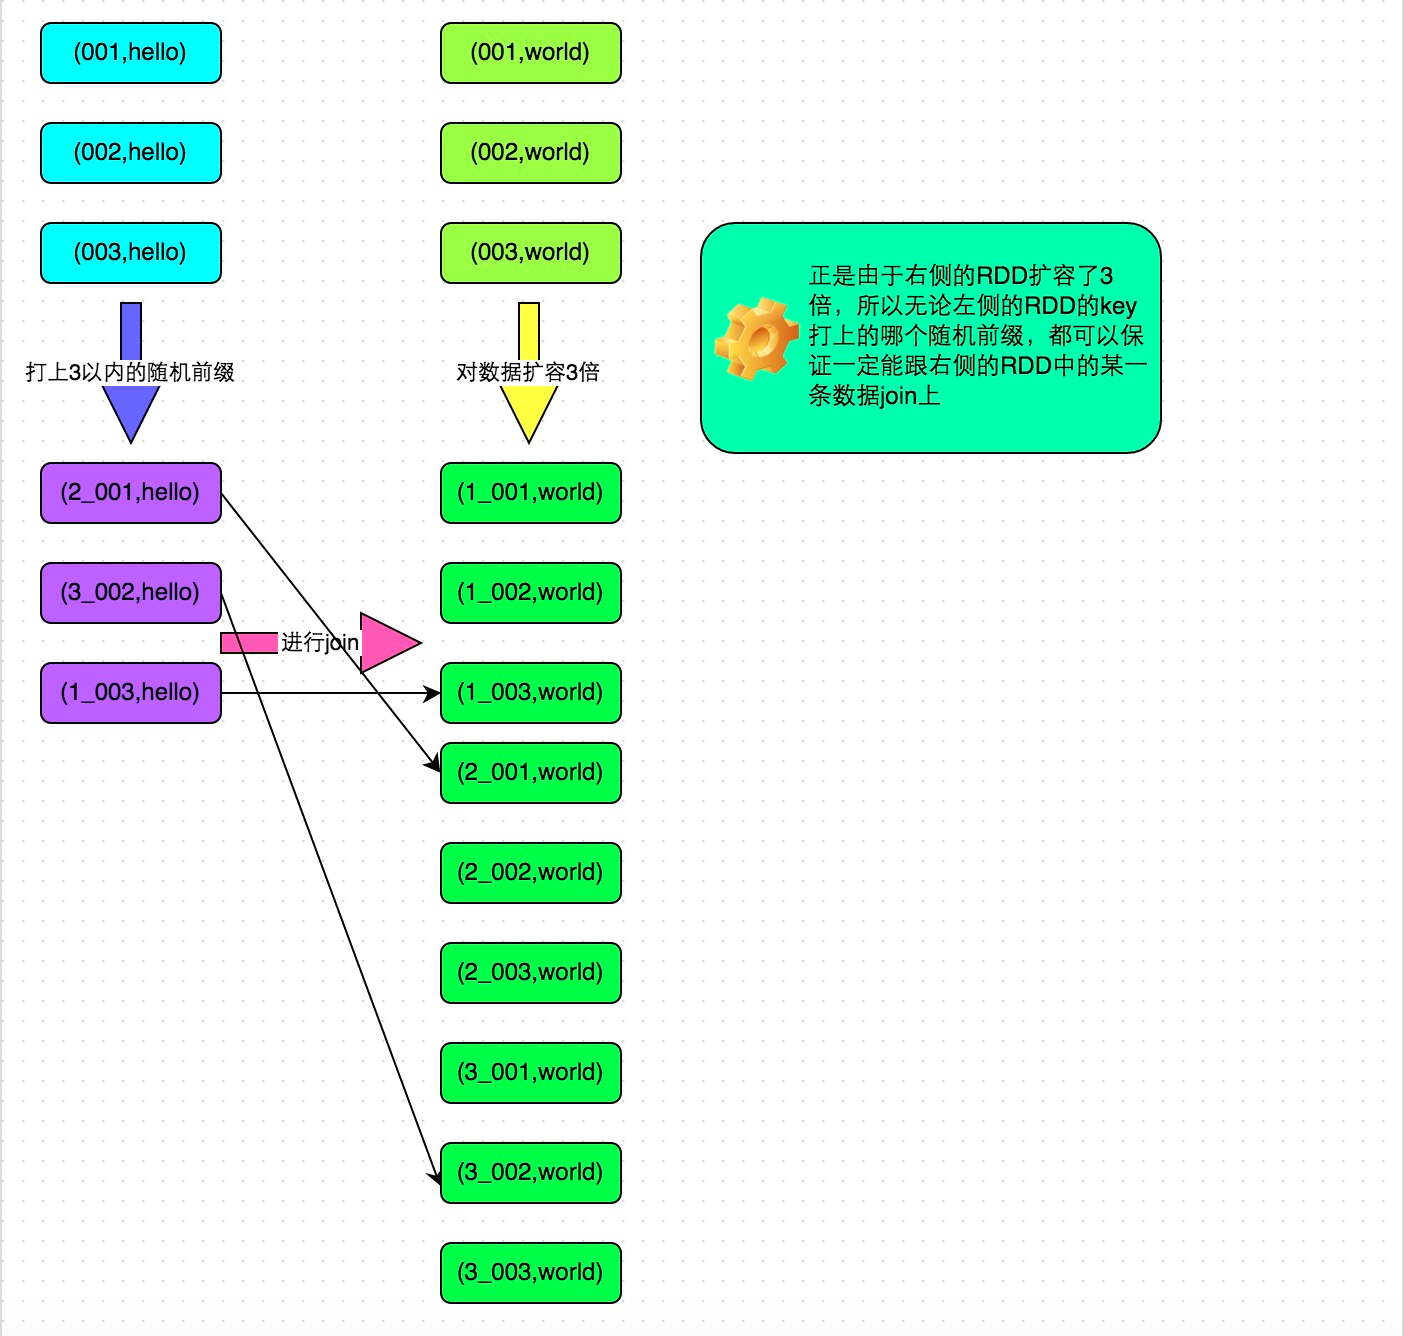 (001,hello)
(001,world)
(002,hello)
(002,world)
(003,hello)
(003,world)
正是由于右侧的RDD扩容了3
倍，所以无论左侧的RDD的key
打上的哪个随机前缀，都可以保
证一定能跟右侧的RDD中的某一
条数据join上
打上3以内的随机前缀
对数据扩容3倍
(2_001,hello)
(1_001,world)
(3_002,hello)
(1_002,world)
进行join
(1_003,hello)
(1_003,world)
(2_001,world)
(2_002,world)
(2_003,world)
(3_001,world)
(3_002,world)
(3_003,world)